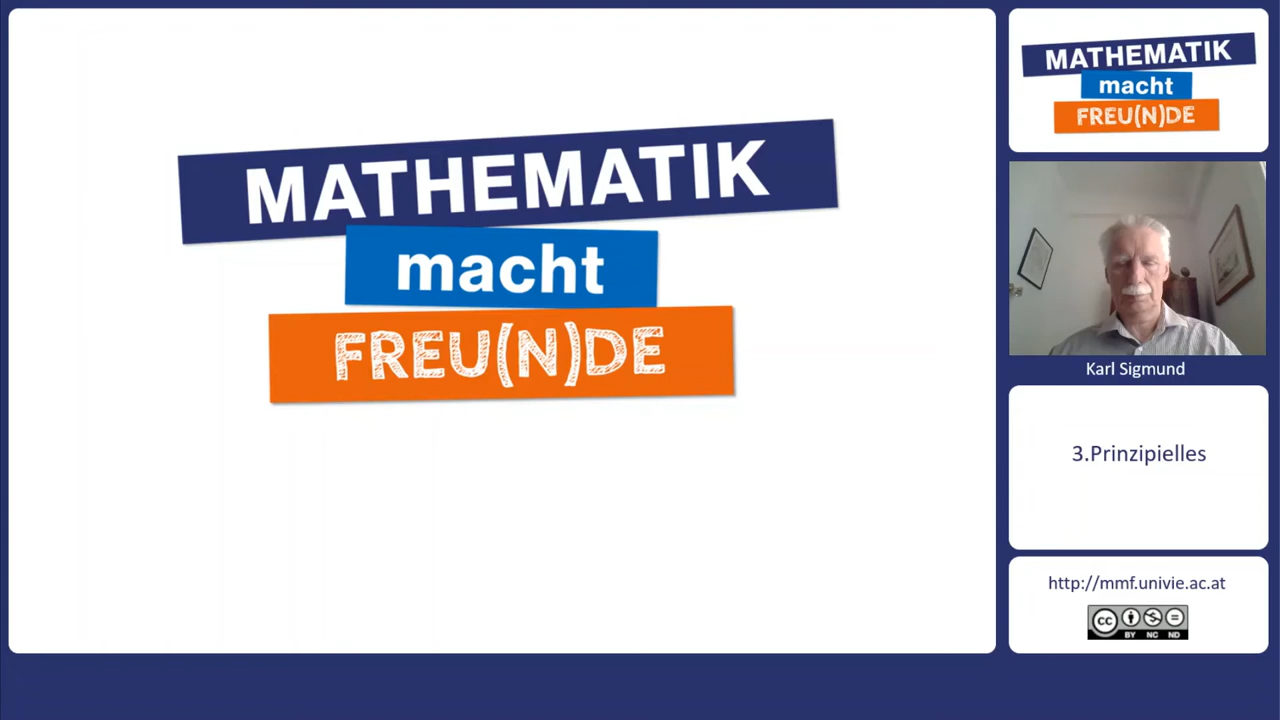 MATHEMATIK
macht
FREU(N)DE
MATHEMATIK
macht
FREU(N)DE
Karl Sigmund
3.Prinzipielles
http://mmf.univie.ac.at
cc
BY NC ND